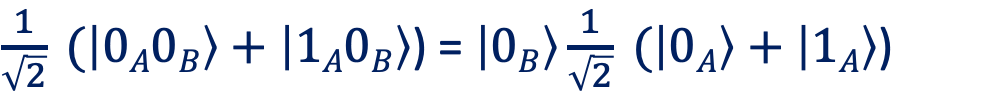 1/√2 (|0_A0_B⟩ + |1_A0_B⟩) = |0_B⟩ 1/√2 (|0_A⟩ + |1_A⟩)